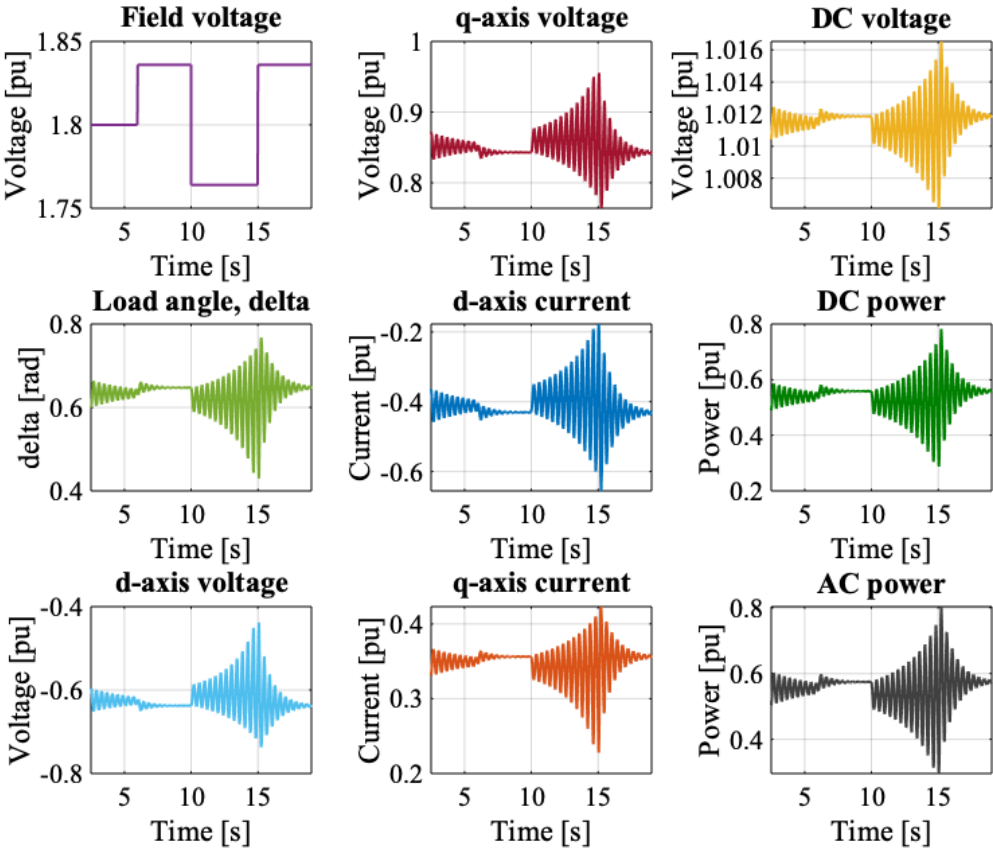 Field voltage
Voltage [pu]
1.85
1.8
1.75
5 10 15
Time [s]
q-axis voltage
Voltage [pu]
1
0.9
0.8
5 10 15
Time [s]
DC voltage
Voltage [pu]
1.016
1.014
1.012
1.01
1.008
5 10 15
Time [s]
Load angle, delta
delta [rad]
0.8
0.6
0.4
5 10 15
Time [s]
d-axis current
Current [pu]
-0.2
-0.4
-0.6
5 10 15
Time [s]
DC power
Power [pu]
0.8
0.6
0.4
0.2
5 10 15
Time [s]
d-axis voltage
Voltage [pu]
-0.4
-0.6
-0.8
5 10 15
Time [s]
q-axis current
Current [pu]
0.4
0.3
0.2
5 10 15
Time [s]
AC power
Power [pu]
0.8
0.6
0.4
5 10 15
Time [s]